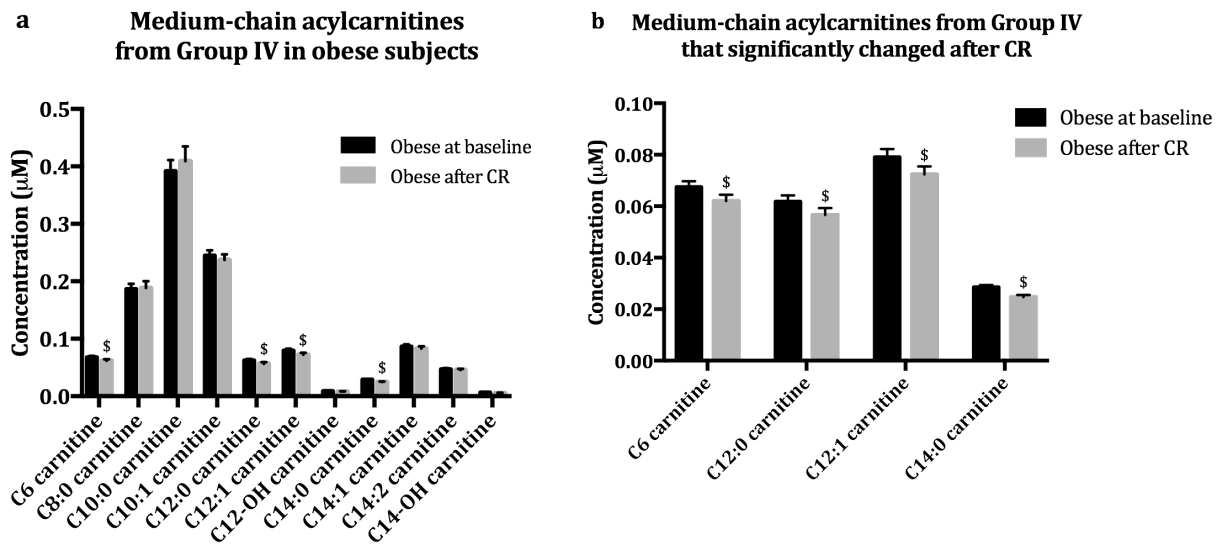 a
Medium-chain acylcarnitines
from Group IV in obese subjects
Concentration (μM)
0.5
0.4
0.3
0.2
0.1
0.0
Obese at baseline
Obese after CR
$
$
$
$
C6 carnitine
C8:0 carnitine
C10:0 carnitine
C10:1 carnitine
C12:0 carnitine
C12:1 carnitine
C12-OH carnitine
C14:0 carnitine
C14:1 carnitine
C14:2 carnitine
C14-OH carnitine
b
Medium-chain acylcarnitines from Group IV
that significantly changed after CR
Concentration (μM)
0.10
0.08
0.06
0.04
0.02
0.00
Obese at baseline
Obese after CR
$
$
$
$
C6 carnitine
C12:0 carnitine
C12:1 carnitine
C14:0 carnitine